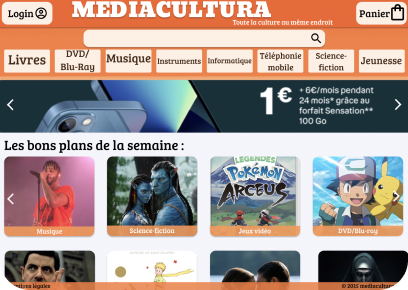 MEDIACULTURA
Login
Panier
Toute la culture au même endroit
Livres
DVD/
Blu-Ray
Musique
Instruments
Informatique
Téléphonie
mobile
Science-
fiction
Jeunesse
1€
+ 6€/mois pendant
24 mois* grâce au
forfait Sensation**
100 Go
Les bons plans de la semaine :
LEGENDES
POKÉMON
ARCEUS
Musique
Science-fiction
Jeux vidéo
DVD/Blu-ray
légales
© 2015 mediacultura